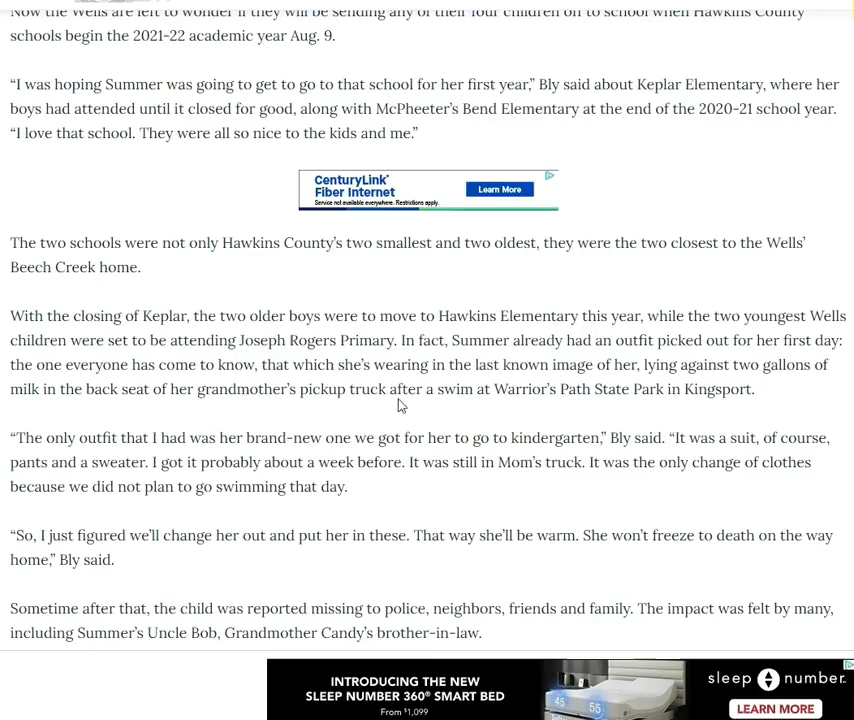 Now the Wells are left to wonder if they will be sending any of their four children off to school when Hawkins County
schools begin the 2021-22 academic year Aug. 9.
“I was hoping Summer was going to get to go to that school for her first year,” Bly said about Keplar Elementary, where her
boys had attended until it closed for good, along with McPheeter’s Bend Elementary at the end of the 2020-21 school year.
“I love that school. They were all so nice to the kids and me.”
CenturyLink®
Fiber Internet
Service not available everywhere. Restrictions apply.
Learn More
The two schools were not only Hawkins County’s two smallest and two oldest, they were the two closest to the Wells’
Beech Creek home.
With the closing of Keplar, the two older boys were to move to Hawkins Elementary this year, while the two youngest Wells
children were set to be attending Joseph Rogers Primary. In fact, Summer already had an outfit picked out for her first day:
the one everyone has come to know, that which she’s wearing in the last known image of her, lying against two gallons of
milk in the back seat of her grandmother’s pickup truck after a swim at Warrior’s Path State Park in Kingsport.
“The only outfit that I had was her brand-new one we got for her to go to kindergarten,” Bly said. “It was a suit, of course,
pants and a sweater. I got it probably about a week before. It was still in Mom’s truck. It was the only change of clothes
because we did not plan to go swimming that day.
“So, I just figured we’ll change her out and put her in these. That way she’ll be warm. She won’t freeze to death on the way
home,” Bly said.
Sometime after that, the child was reported missing to police, neighbors, friends and family. The impact was felt by many,
including Summer’s Uncle Bob, Grandmother Candy’s brother-in-law.
INTRODUCING THE NEW
SLEEP NUMBER 360® SMART BED
From $1,099
45
55
sleep number.
LEARN MORE